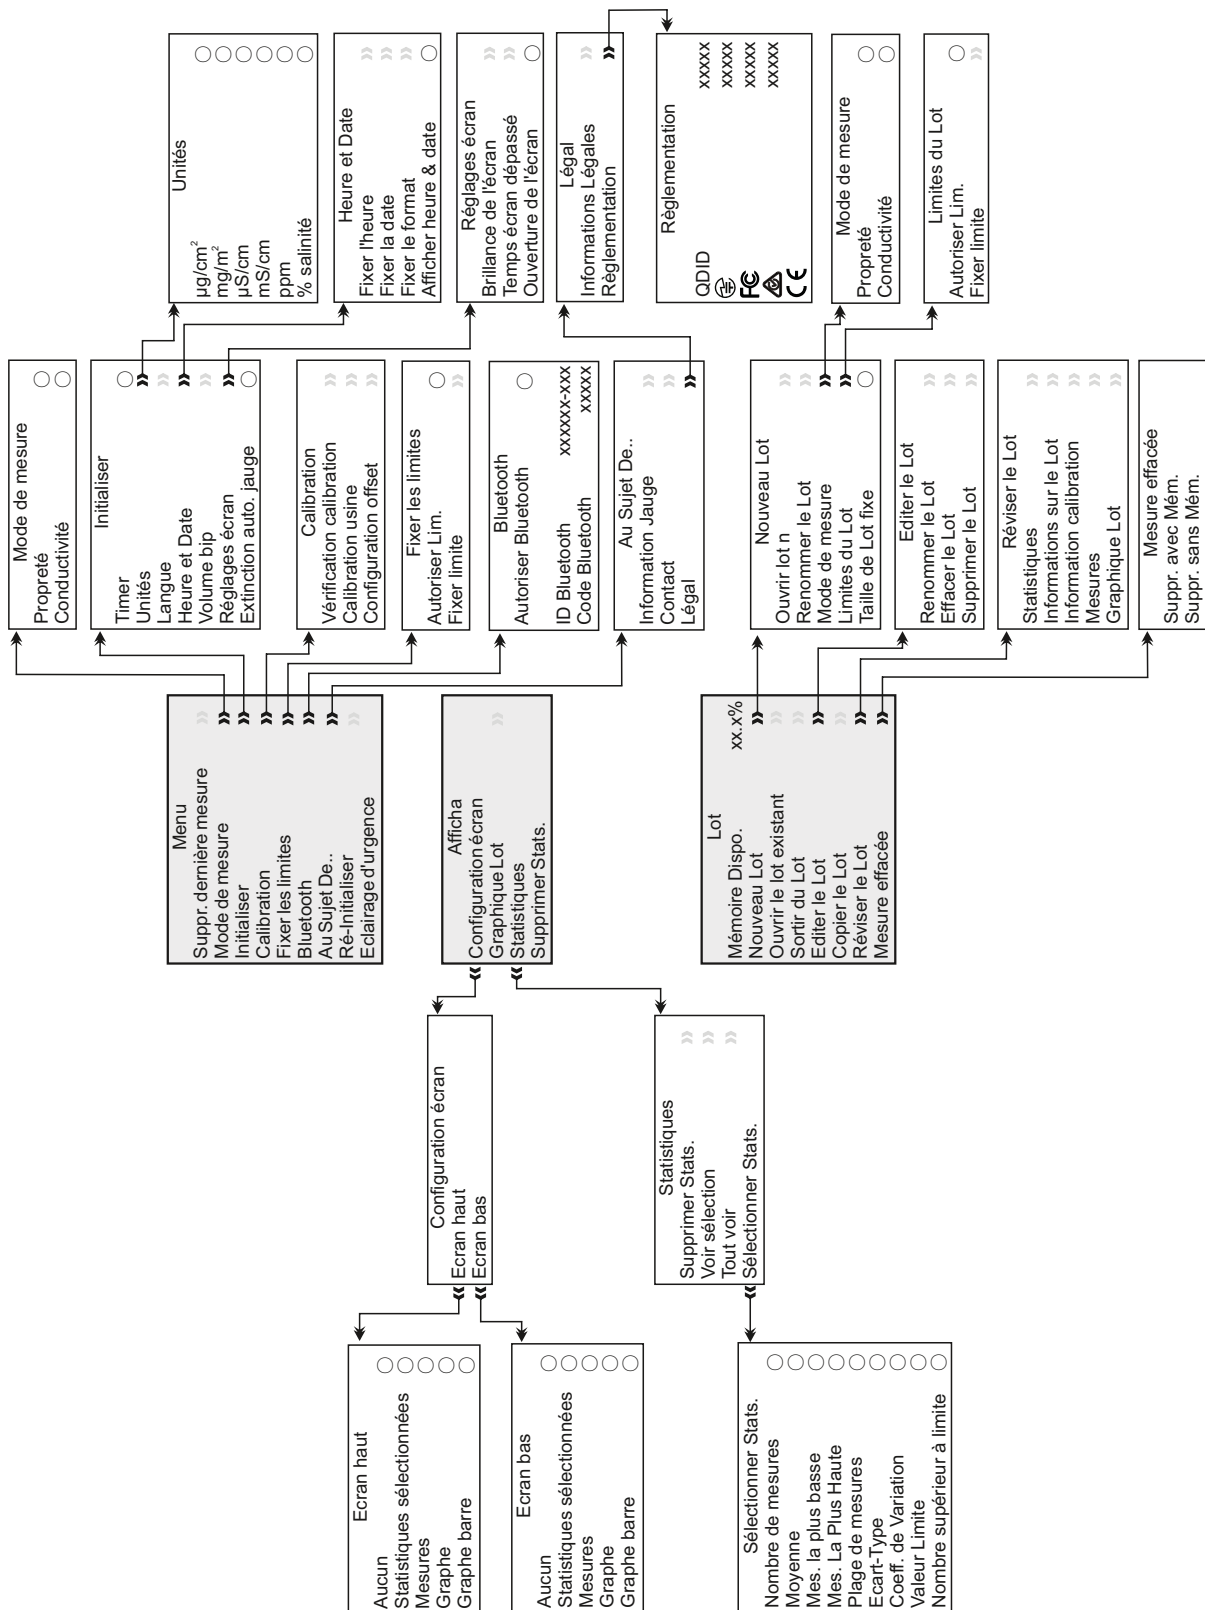 Ecran haut
Aucun
Statistiques sélectionnées
Mesures
Graphe
Graphe barre
Ecran bas
Aucun
Statistiques sélectionnées
Mesures
Graphe
Graphe barre
Sélectionner Stats.
Nombre de mesures
Moyenne
Mes. la plus basse
Mes. La Plus Haute
Plage de mesures
Ecart-Type
Coeff. de Variation
Valeur Limite
Nombre supérieur à limite
Configuration écran
Ecran haut
Ecran bas
Statistiques
Supprimer Stats.
Voir sélection
Tout voir
Sélectionner Stats.
Menu
Suppr. dernière mesure
Mode de mesure
Initialiser
Calibration
Fixer les limites
Bluetooth
Au Sujet De..
Ré-Initialiser
Eclairage d'urgence
Afficha
Configuration écran
Graphique Lot
Statistiques
Supprimer Stats.
Lot
Mémoire Dispo. xx.x%
Nouveau Lot
Ouvrir le lot existant
Sortir du Lot
Editer le Lot
Copier le Lot
Réviser le Lot
Mesure effacée
Mode de mesure
Propreté
Conductivité
Initialiser
Timer
Unités
Langue
Heure et Date
Volume bip
Réglages écran
Extinction auto. jauge
Calibration
Vérification calibration
Calibration usine
Configuration offset
Fixer les limites
Autoriser Lim.
Fixer limite
Bluetooth
Autoriser Bluetooth
ID Bluetooth xxxxxx-xxx
Code Bluetooth xxxxx
Au Sujet De..
Information Jauge
Contact
Légal
Nouveau Lot
Ouvrir lot n
Renommer le Lot
Mode de mesure
Limites du Lot
Taille de Lot fixe
Editer le Lot
Renommer le Lot
Effacer le Lot
Supprimer le Lot
Réviser le Lot
Statistiques
Informations sur le Lot
Information calibration
Mesures
Graphique Lot
Mesure effacée
Suppr. avec Mém.
Suppr. sans Mém.
Unités
µg/cm²
mg/m²
µS/cm
mS/cm
ppm
% salinité
Heure et Date
Fixer l'heure
Fixer la date
Fixer le format
Afficher heure & date
Réglages écran
Brillance de l'écran
Temps écran dépassé
Ouverture de l'écran
Légal
Informations Légales
Règlementation
Règlementation
QDID xxxxx
xxxxx
FC xxxxx
CE xxxxx
Mode de mesure
Propreté
Conductivité
Limites du Lot
Autoriser Lim.
Fixer limite